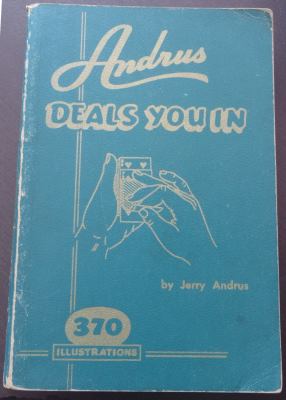 Andrus
DEALS YOU IN
by Jerry Andrus
370
ILLUSTRATIONS